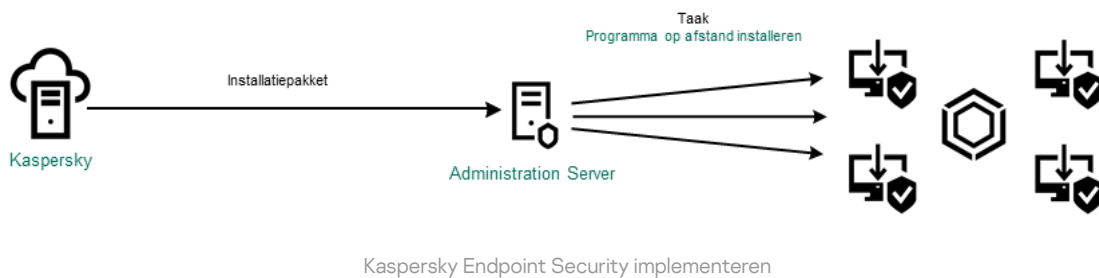 Taak
Programma op afstand installeren
Installatiepakket
Kaspersky
Administration Server
Kaspersky Endpoint Security implementeren